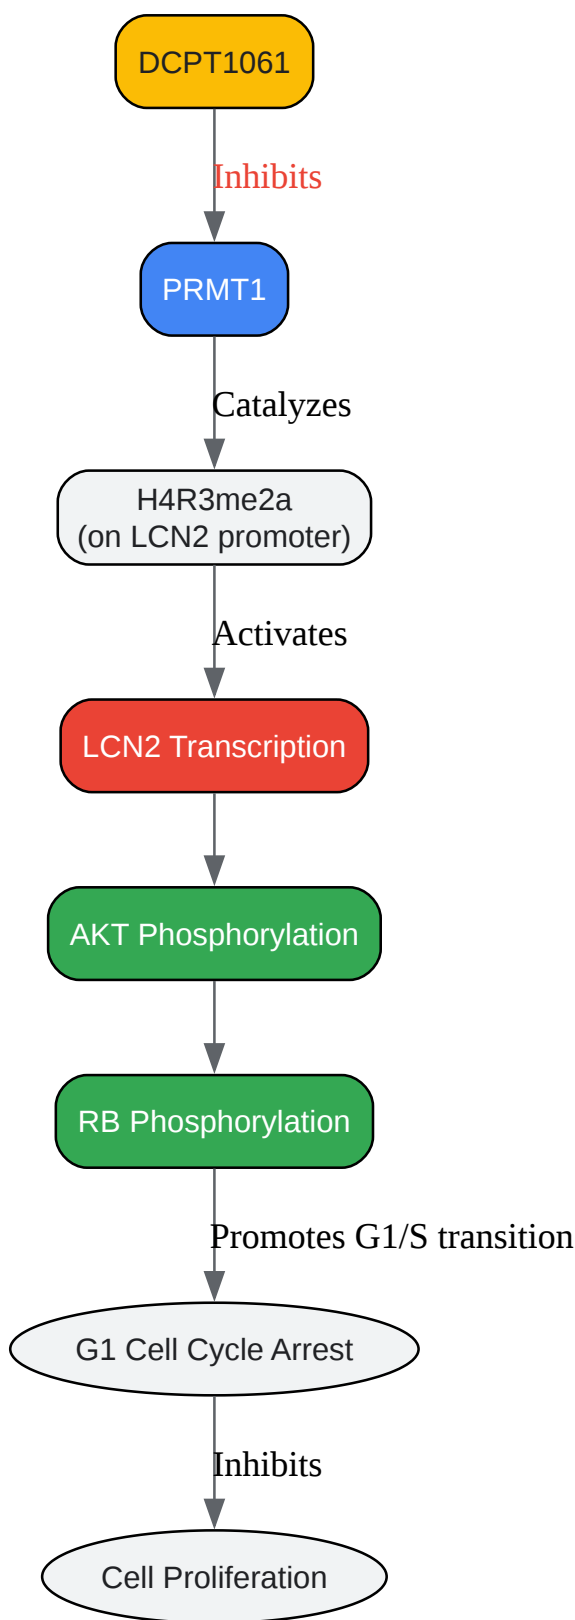 DCPT1061
Inhibits
PRMT1
Catalyzes
H4R3me2a
(on LCN2 promoter)
Activates
LCN2 Transcription
AKT Phosphorylation
RB Phosphorylation
Promotes G1/S transition
G1 Cell Cycle Arrest
Inhibits
Cell Proliferation